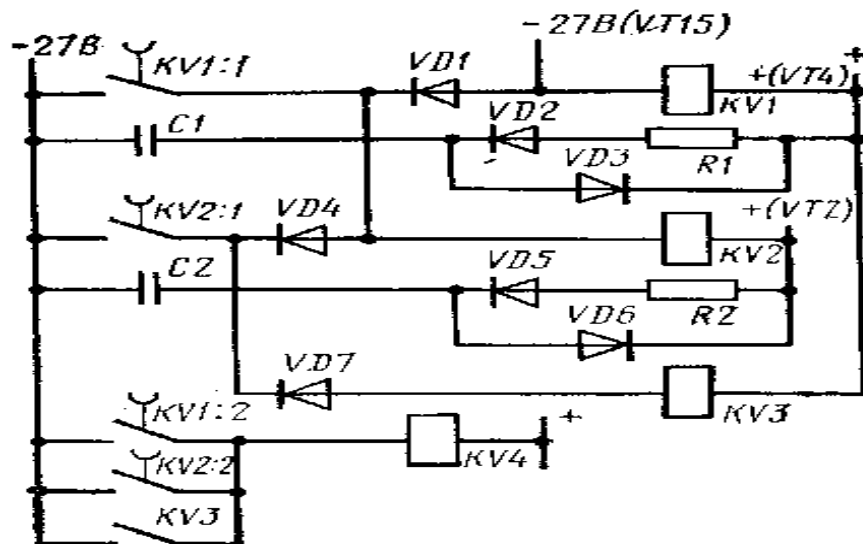 -27В(VT15)
-27В
KV1:1
VD1
+(VT4)
+
KV1
C1
VD2
R1
VD3
KV2:1
VD4
+(VT2)
KV2
C2
VD5
R2
VD6
VD7
KV3
KV1:2
+
KV4
KV2:2
KV3